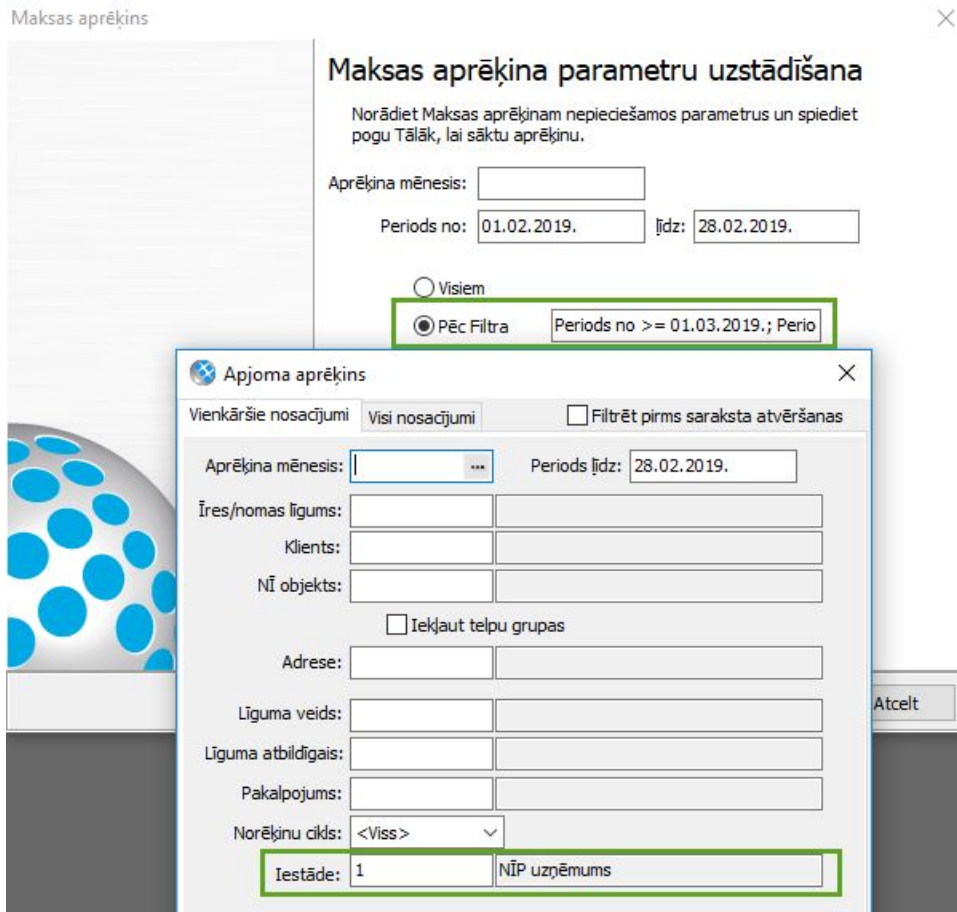 Maksas aprēķins
Maksas aprēķina parametru uzstādīšana
Norādiet Maksas aprēķinam nepieciešamos parametrus un spiediet
pogu Tālāk, lai sāktu aprēķinu.
Aprēķina mēnesis:
Periods no: 01.02.2019. līdz: 28.02.2019.
Visiem
Pēc Filtra Periods no >= 01.03.2019.; Perio
Apjoma aprēķins
Vienkāršie nosacījumi Visi nosacījumi Filtrēt pirms saraksta atvēršanas
Aprēķina mēnesis: ... Periods līdz: 28.02.2019.
Īres/nomas līgums:
Klients:
NĪ objekts:
Iekļaut telpu grupas
Adrese:
Līguma veids:
Atcelt
Līguma atbildīgais:
Pakalpojums:
Norēķinu cikls: <Viss>
Iestāde: 1 NĪP uzņēmums